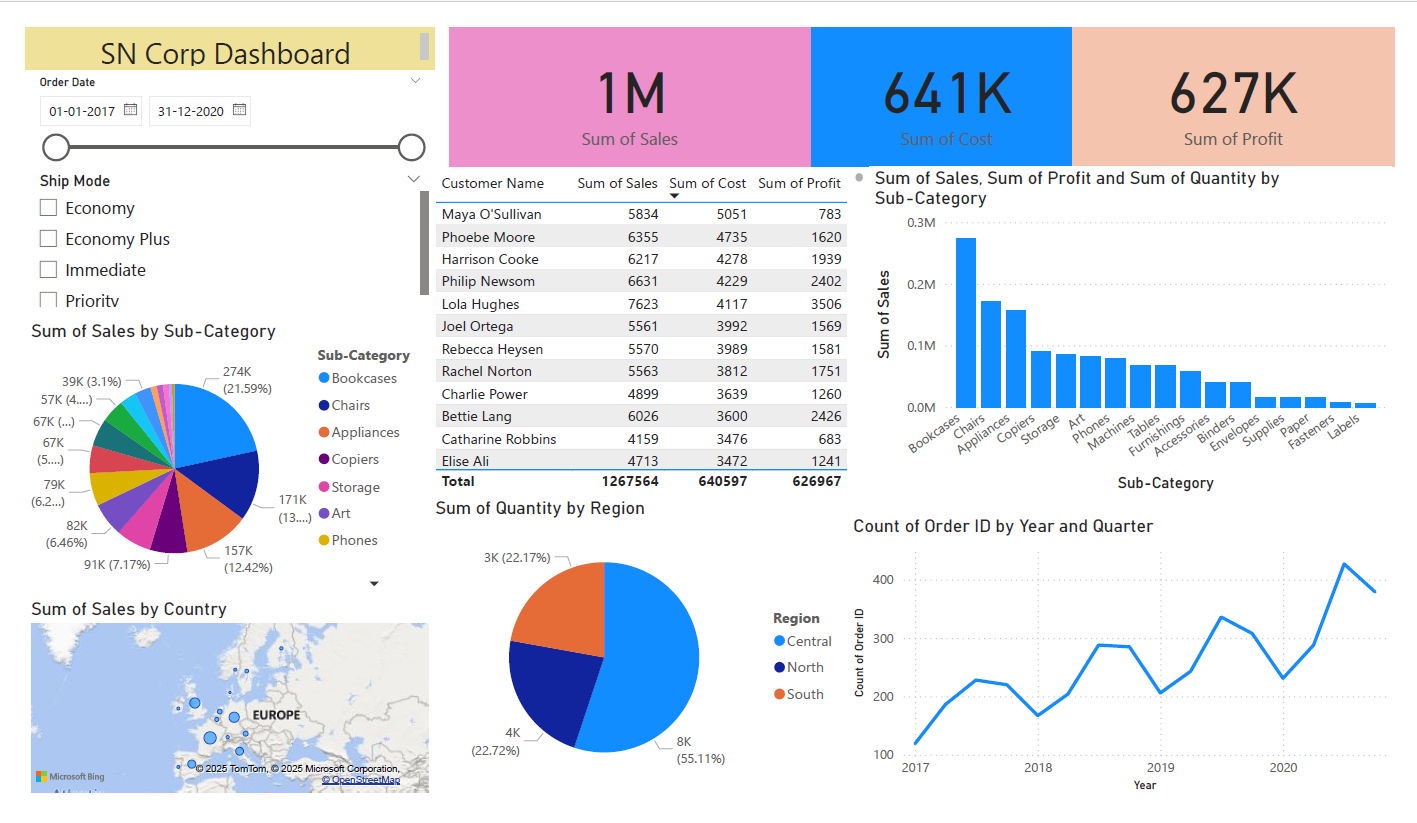 SN Corp Dashboard
Order Date
01-01-2017 31-12-2020
Ship Mode
Economy
Economy Plus
Immediate
Priority
1M
Sum of Sales
641K
Sum of Cost
627K
Sum of Profit
Customer Name Sum of Sales Sum of Cost Sum of Profit
Maya O'Sullivan 5834 5051 783
Phoebe Moore 6355 4735 1620
Harrison Cooke 6217 4278 1939
Philip Newsom 6631 4229 2402
Lola Hughes 7623 4117 3506
Joel Ortega 5561 3992 1569
Rebecca Heysen 5570 3989 1581
Rachel Norton 5563 3812 1751
Charlie Power 4899 3639 1260
Bettie Lang 6026 3600 2426
Catharine Robbins 4159 3476 683
Elise Ali 4713 3472 1241
Total 1267564 640597 626967
Sum of Sales, Sum of Profit and Sum of Quantity by
Sub-Category
Sum of Sales
0.3M
0.2M
0.1M
0.0M
Bookcases
Chairs
Appliances
Copiers
Storage
Art
Phones
Machines
Tables
Furnishings
Accessories
Binders
Envelopes
Supplies
Paper
Fasteners
Labels
Sub-Category
Sum of Sales by Sub-Category
274K
(21.59%)
171K
(13....)
157K
(12.42%)
91K (7.17%)
82K
(6.46%)
79K
(6.2...)
67K
(5....)
67K (...)
57K (4....)
39K (3.1%)
Sub-Category
Bookcases
Chairs
Appliances
Copiers
Storage
Art
Phones
Sum of Sales by Country
EUROPE
Microsoft Bing
© 2025 TomTom, © 2025 Microsoft Corporation,
© OpenStreetMap
Sum of Quantity by Region
3K (22.17%)
4K
(22.72%)
8K
(55.11%)
Region
Central
North
South
Count of Order ID by Year and Quarter
Count of Order ID
400
300
200
100
2017
2018
2019
2020
Year